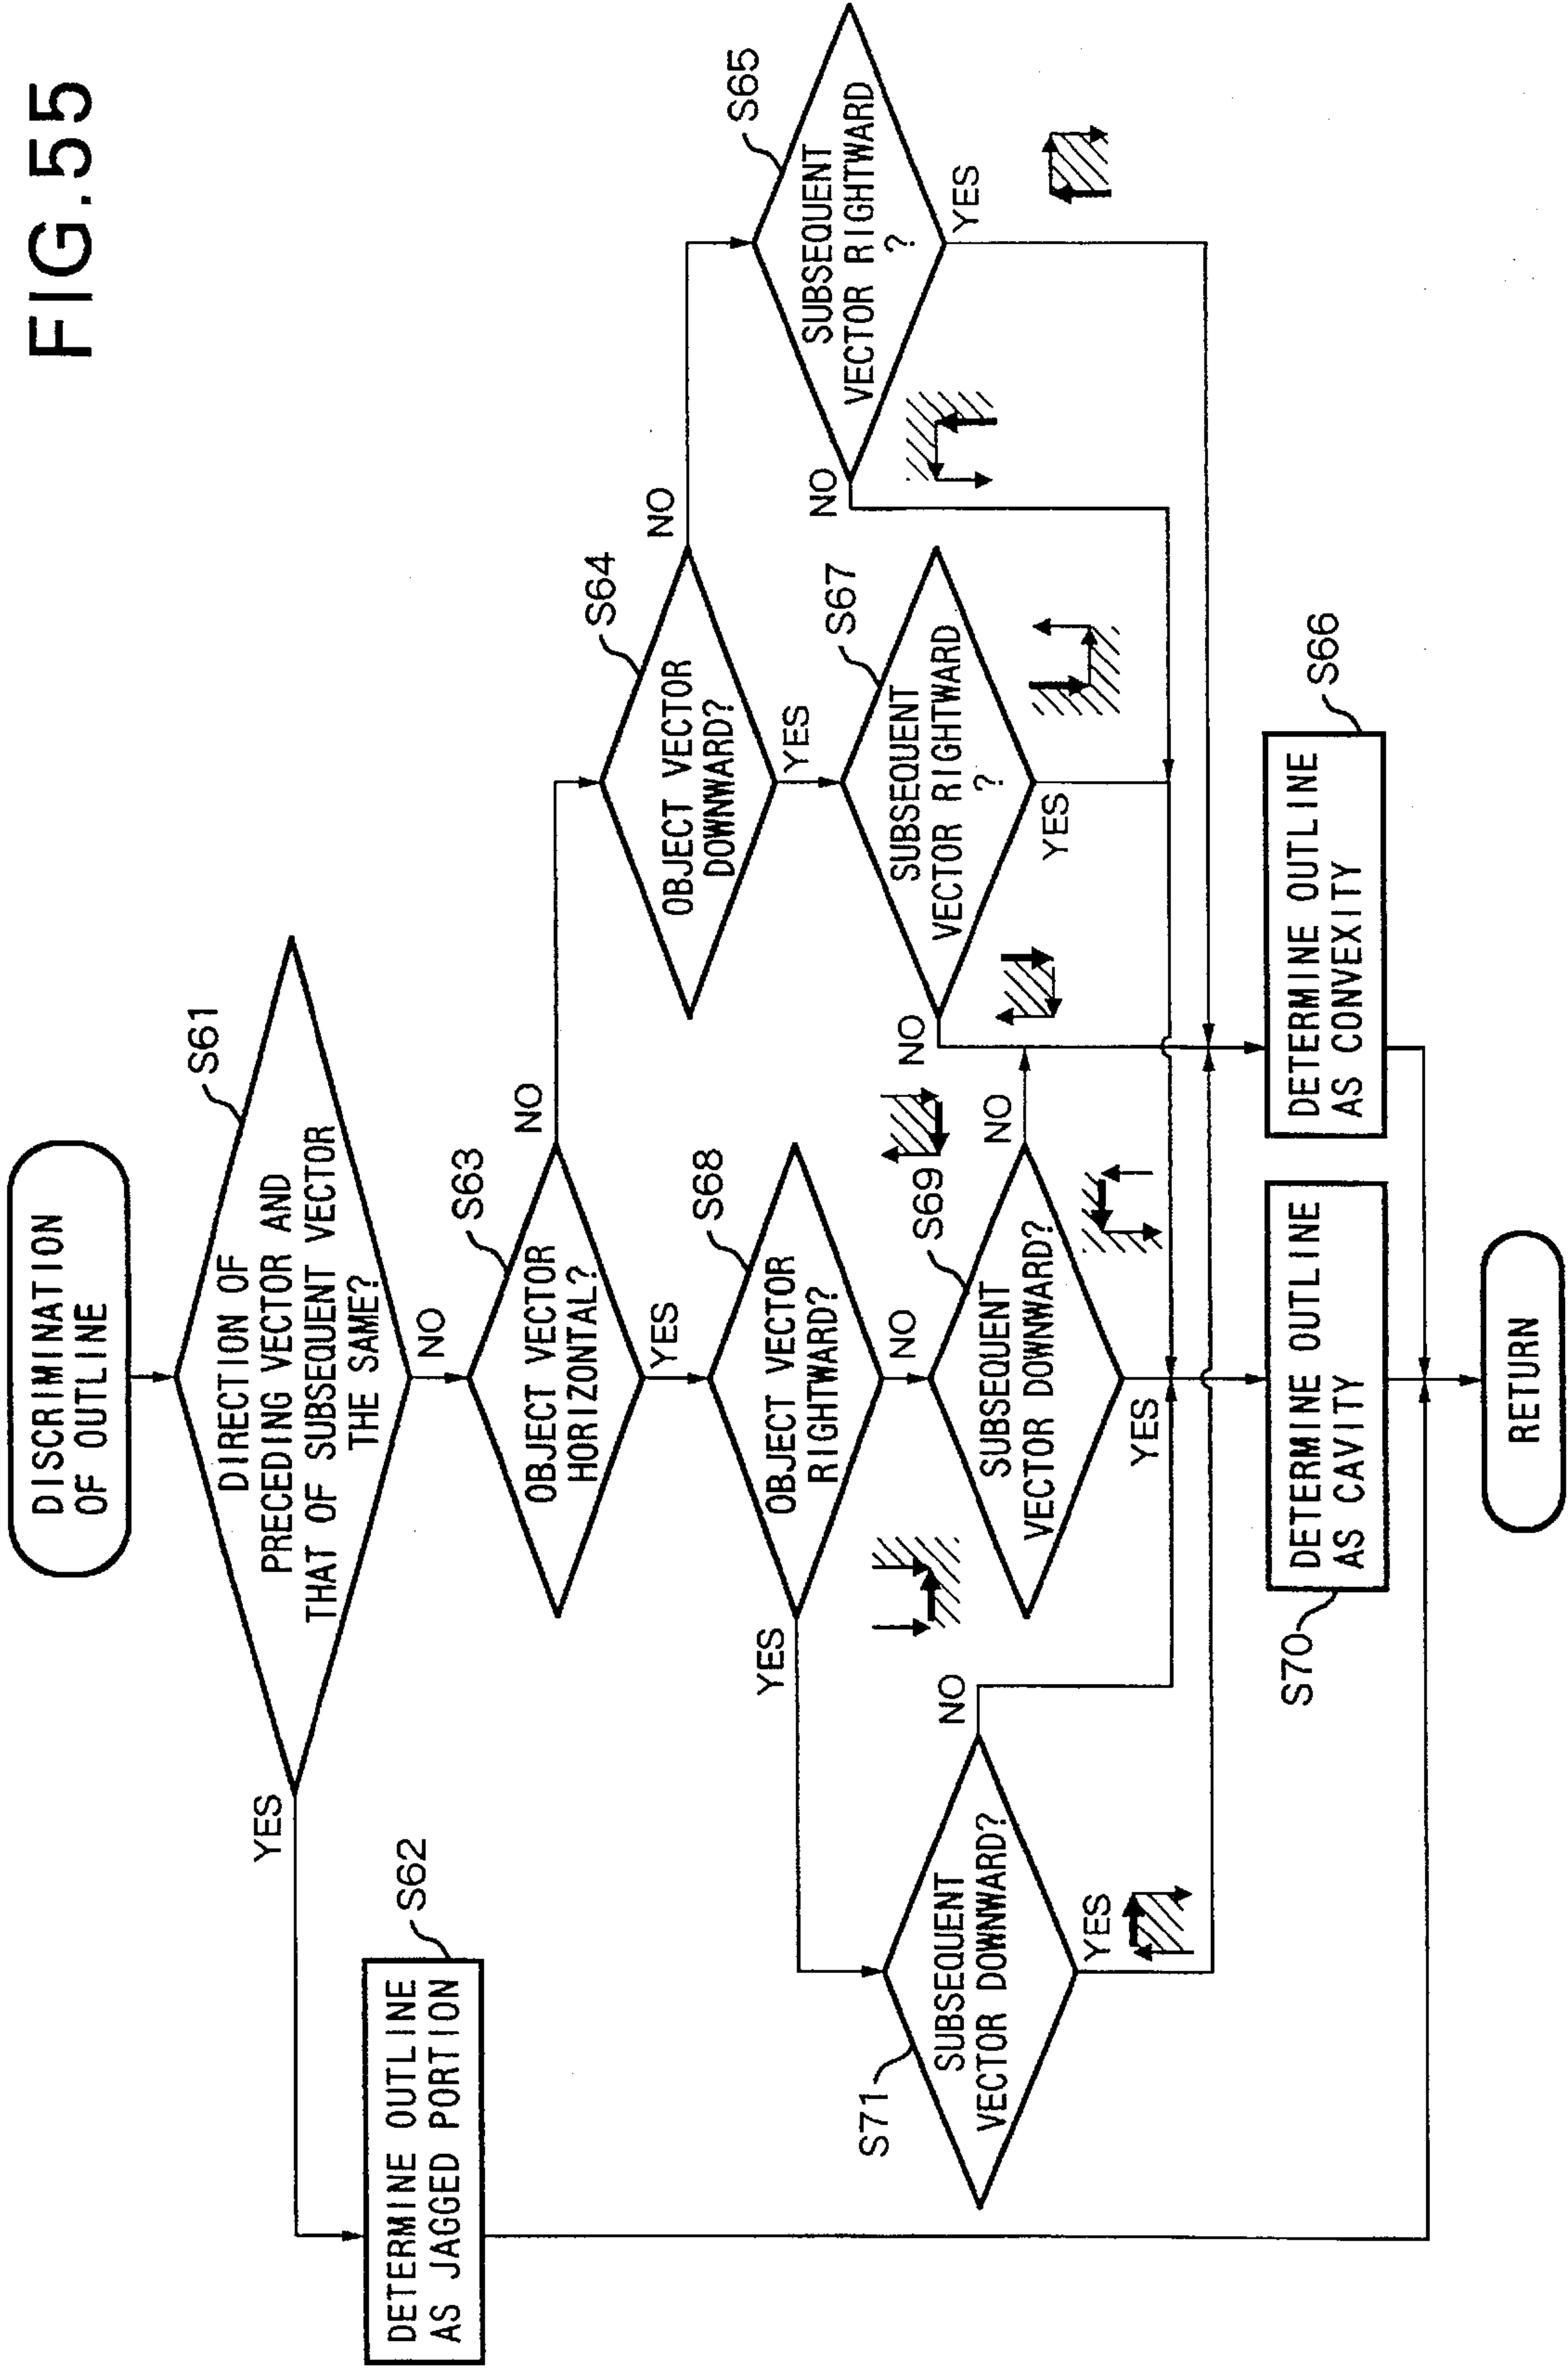 FIG.55
DISCRIMINATION
OF OUTLINE
S61
DIRECTION OF
PRECEDING VECTOR AND
THAT OF SUBSEQUENT VECTOR
THE SAME?
YES
NO
S62
DETERMINE OUTLINE
AS JAGGED PORTION
S63
OBJECT VECTOR
HORIZONTAL?
NO
YES
S64
OBJECT VECTOR
DOWNWARD?
NO
YES
S65
SUBSEQUENT
VECTOR RIGHTWARD
?
NO
YES
S67
SUBSEQUENT
VECTOR RIGHTWARD
?
NO
YES
S68
OBJECT VECTOR
RIGHTWARD?
YES
NO
S69
SUBSEQUENT
VECTOR DOWNWARD?
NO
YES
S71
SUBSEQUENT
VECTOR DOWNWARD?
NO
YES
S70
DETERMINE OUTLINE
AS CAVITY
S66
DETERMINE OUTLINE
AS CONVEXITY
RETURN